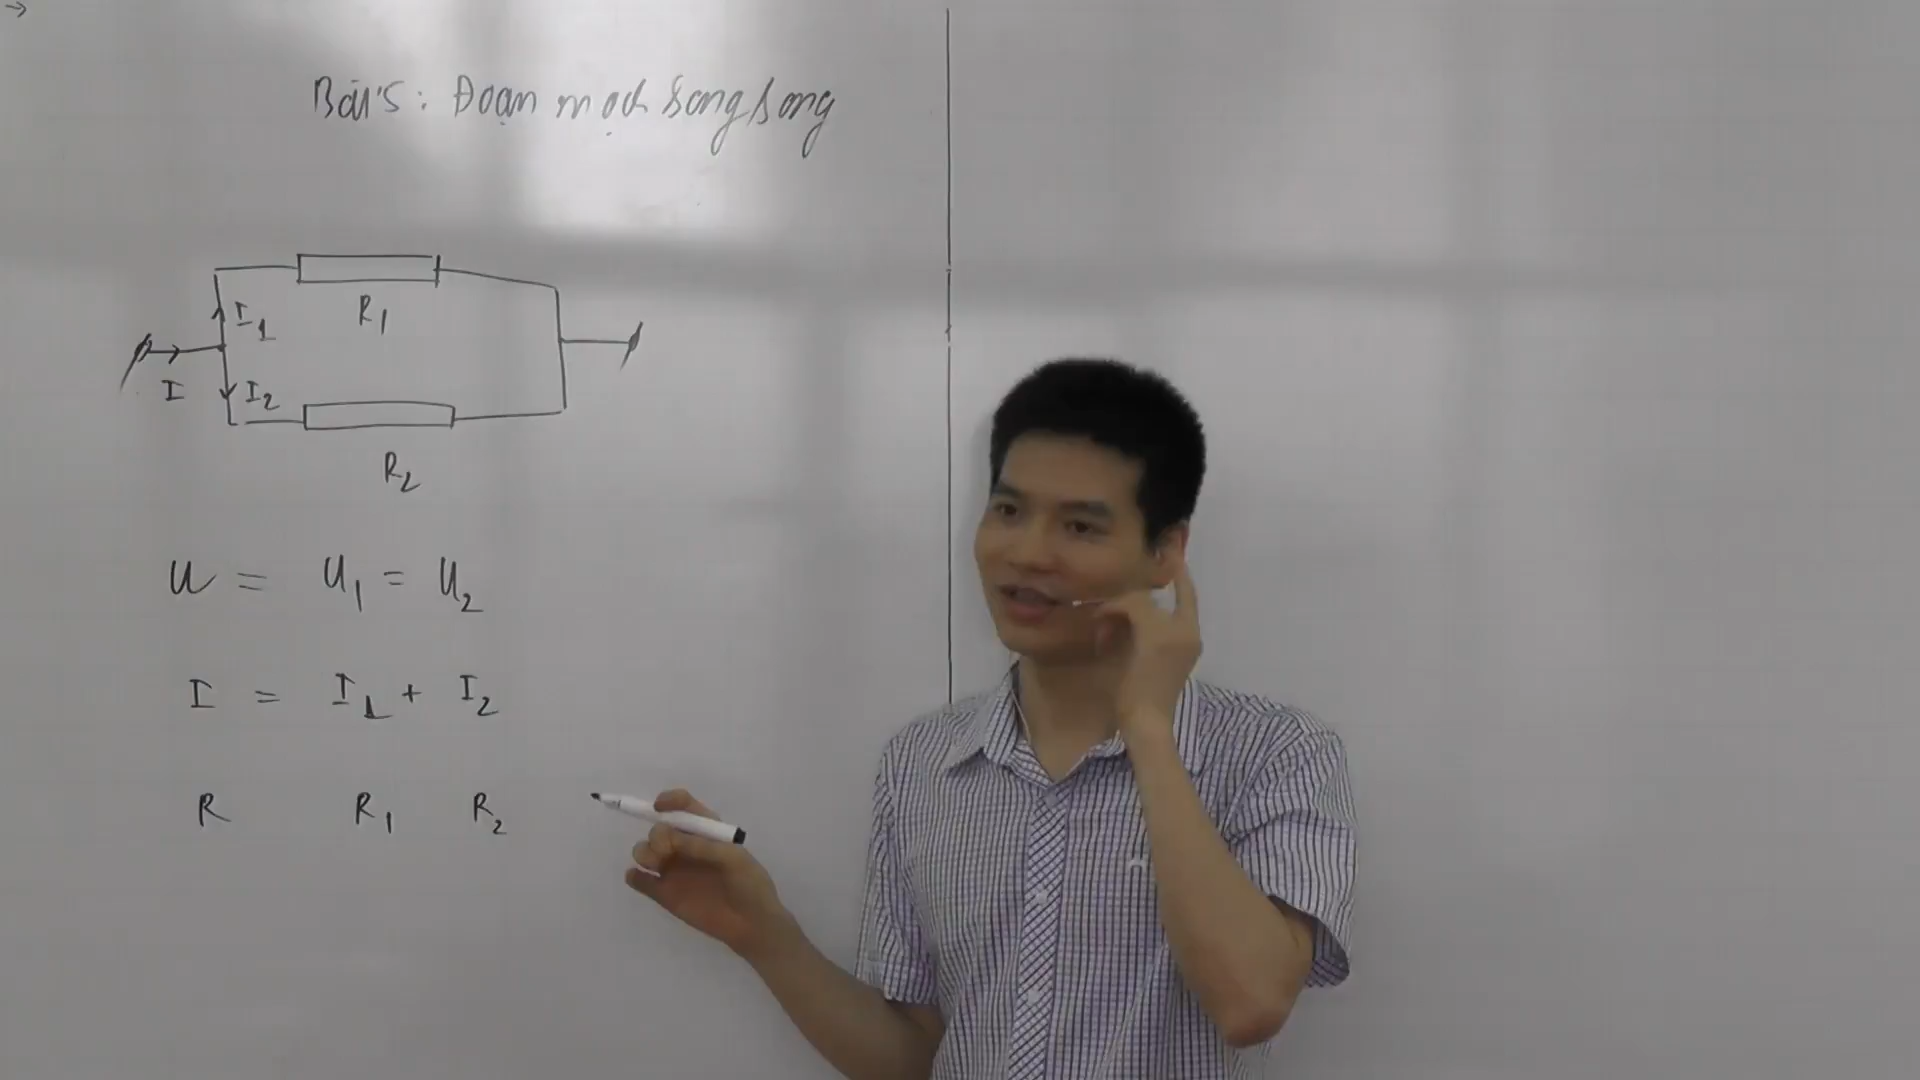 Bài 5: Đoạn mạch song song
R₁
I₁
I
I₂
R₂
U = U₁ = U₂
I = I₁ + I₂
R R₁ R₂